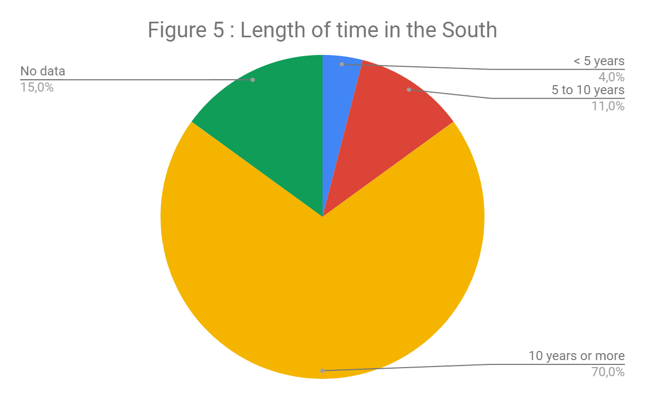 Figure 5 : Length of time in the South
No data
15,0%
< 5 years
4,0%
5 to 10 years
11,0%
10 years or more
70,0%